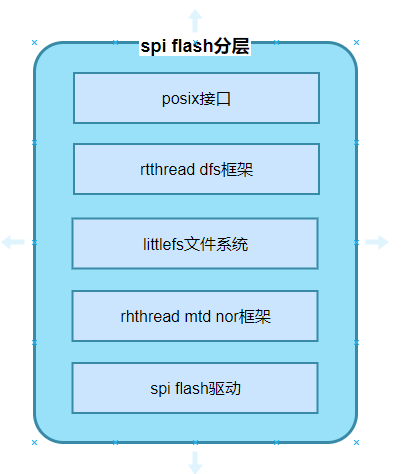 spi flash分层
posix接口
rtthread dfs框架
littlefs文件系统
rhthread mtd nor框架
spi flash驱动